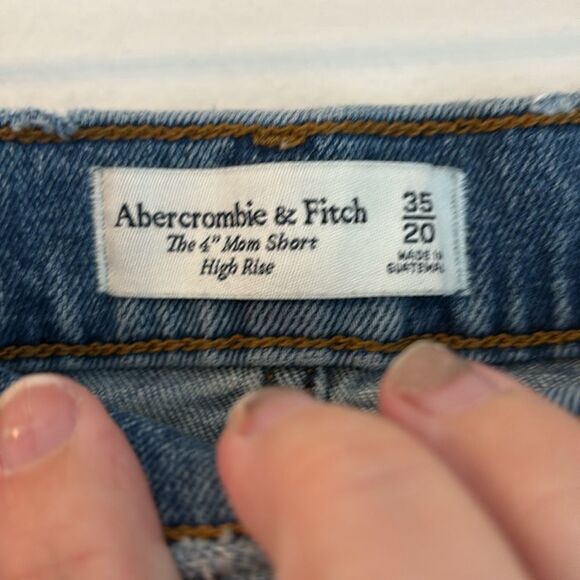 Abercrombie & Fitch
The 4" Mom Short
High Rise
35
20
MADE IN
GUATEMALA